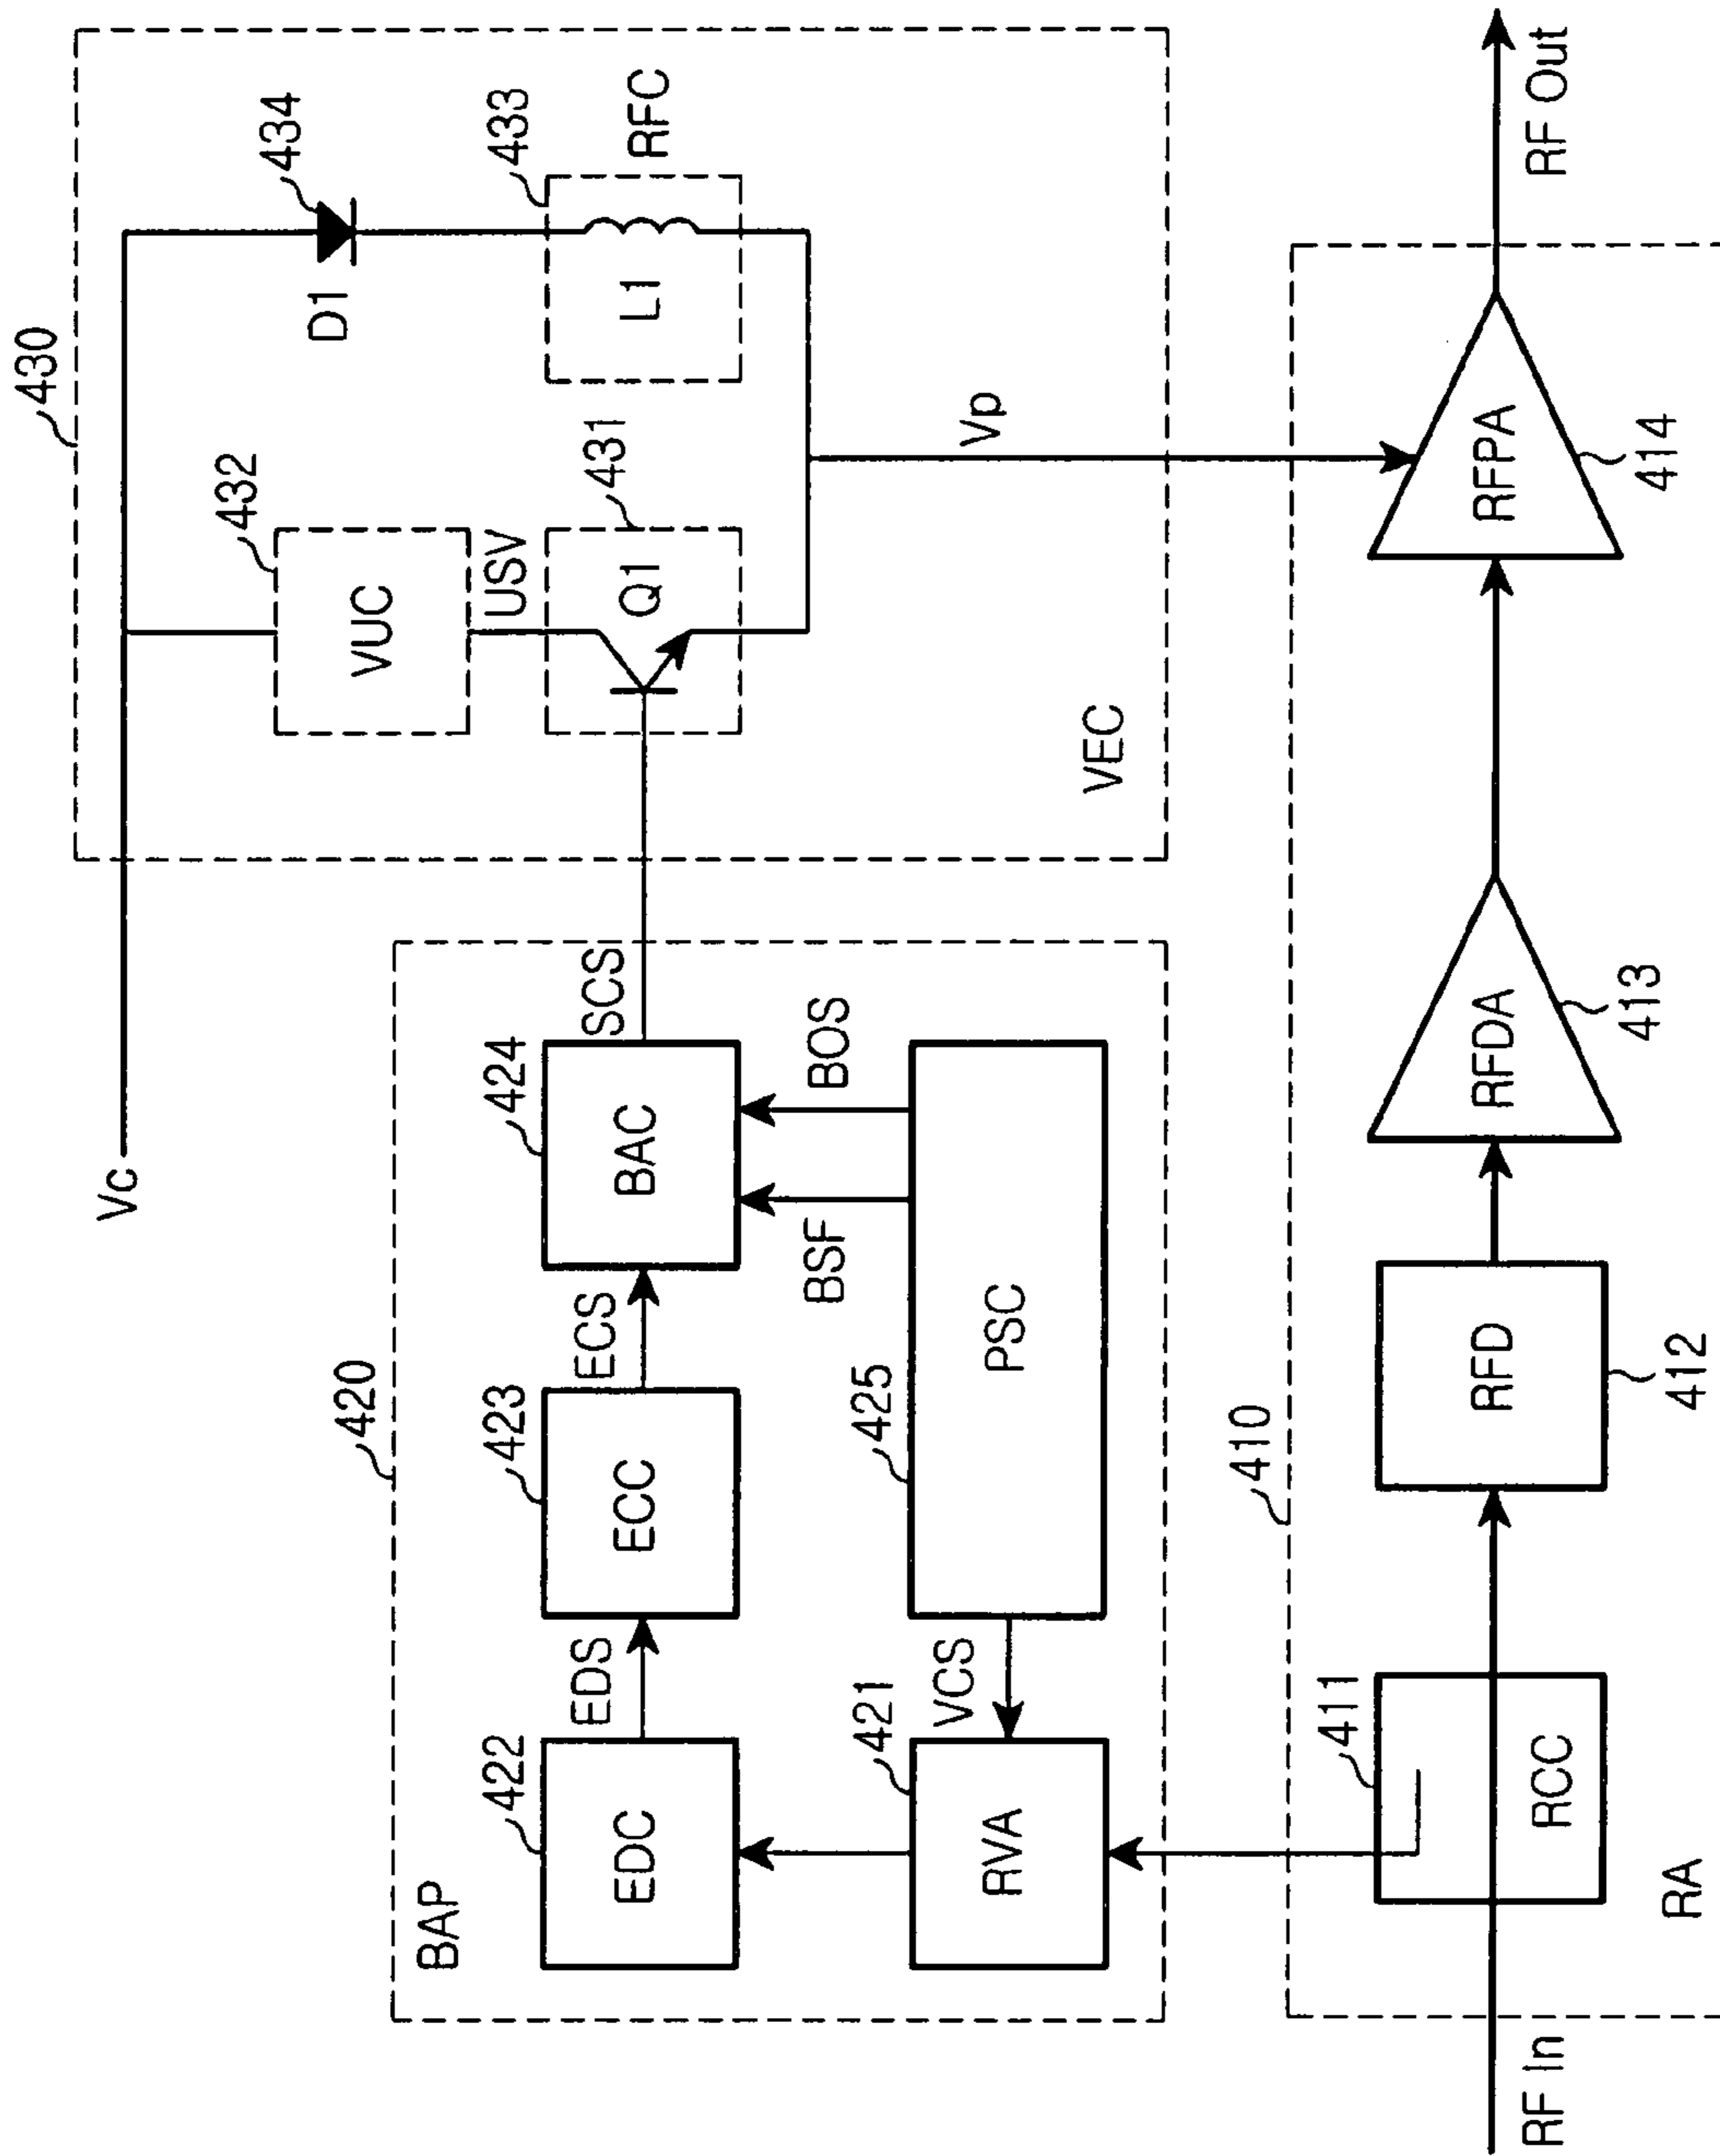 430
Vc
432
VUC
USV
Q1
431
D1
434
433
RFC
L1
Vp
VEC
420
BAP
422
EDC
EDS
423
ECC
ECS
424
BAC
SCS
BSF
BOS
421
RVA
VCS
425
PSC
410
RF In
411
RCC
RA
RFD
412
RFDA
413
RFPA
414
RF Out